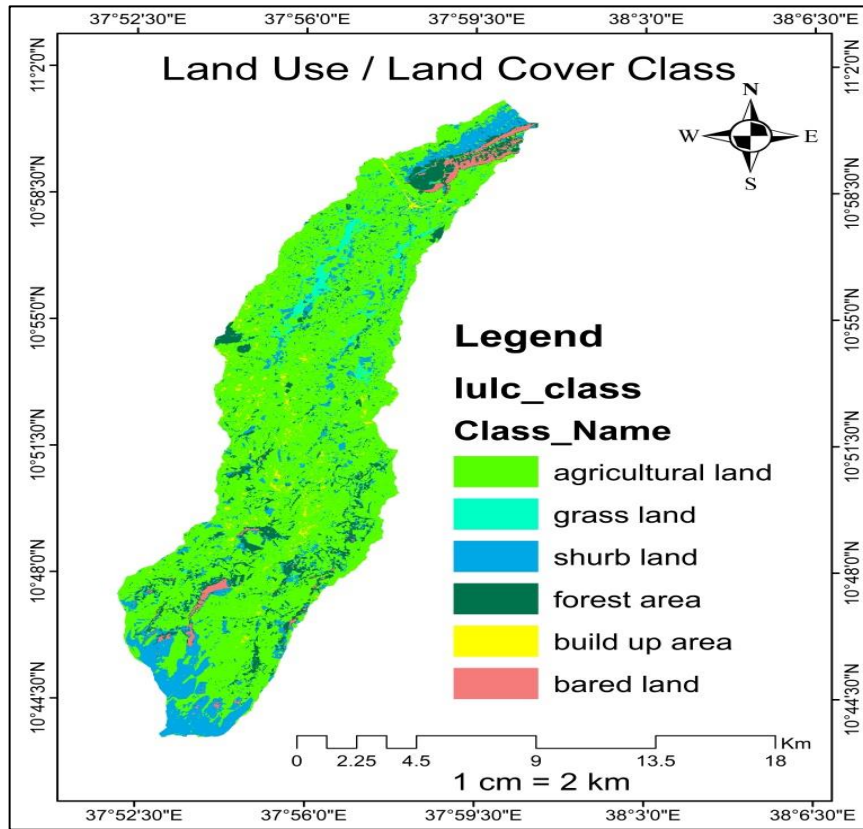 37°52'30"E 37°56'0"E 37°59'30"E 38°3'0"E 38°6'30"E
Land Use / Land Cover Class
N
W E
S
11°2'0"N 11°2'0"N
10°58'30"N 10°58'30"N
10°55'0"N 10°55'0"N
10°51'30"N 10°51'30"N
10°48'0"N 10°48'0"N
10°44'30"N 10°44'30"N
Legend
lulc_class
Class_Name
agricultural land
grass land
shurb land
forest area
build up area
bared land
Km
0 2.25 4.5 9 13.5 18
1 cm = 2 km
37°52'30"E 37°56'0"E 37°59'30"E 38°3'0"E 38°6'30"E